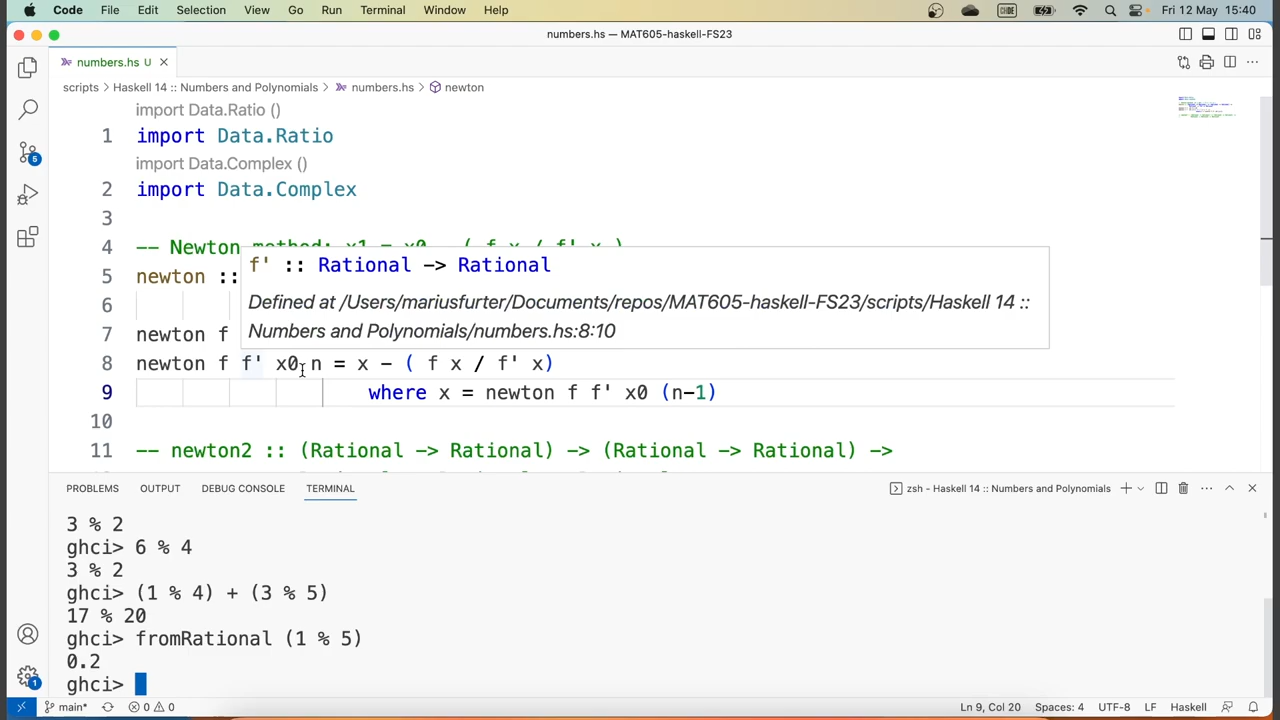 Code File Edit Selection View Go Run Terminal Window Help CODE Fri 12 May 15:40
numbers.hs — MAT605-haskell-FS23
numbers.hs U
scripts > Haskell 14 :: Numbers and Polynomials > numbers.hs > newton
import Data.Ratio ()
1 import Data.Ratio
import Data.Complex ()
2 import Data.Complex
3
4 -- Newton method: x1 = x0 - ( f x / f' x )
5 newton ::
f' :: Rational -> Rational
6
Defined at /Users/mariusfurter/Documents/repos/MAT605-haskell-FS23/scripts/Haskell 14 ::
Numbers and Polynomials/numbers.hs:8:10
7 newton f
8 newton f f' x0 n = x - ( f x / f' x)
9 where x = newton f f' x0 (n-1)
10
11 -- newton2 :: (Rational -> Rational) -> (Rational -> Rational) ->
PROBLEMS OUTPUT DEBUG CONSOLE TERMINAL zsh - Haskell 14 :: Numbers and Polynomials
3 % 2
ghci> 6 % 4
3 % 2
ghci> (1 % 4) + (3 % 5)
17 % 20
ghci> fromRational (1 % 5)
0.2
ghci>
5
1
main* 0 0 Ln 9, Col 20 Spaces: 4 UTF-8 LF Haskell